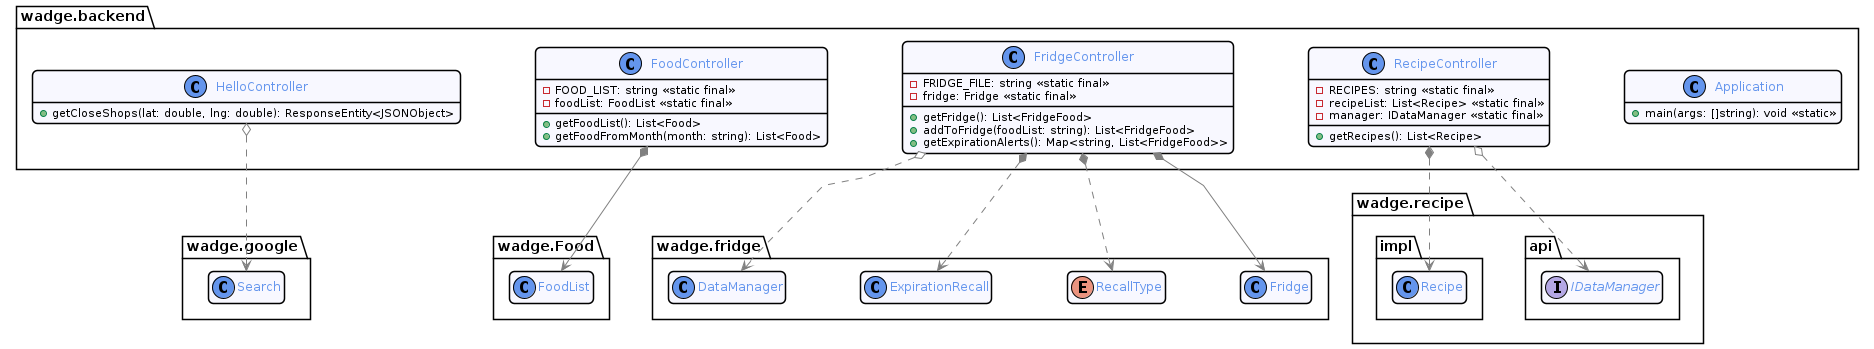 wadge.backend
C HelloController
getCloseShops(lat: double, lng: double): ResponseEntity<JSONObject>
C FoodController
FOOD_LIST: string «static final»
foodList: FoodList «static final»
getFoodList(): List<Food>
getFoodFromMonth(month: string): List<Food>
C FridgeController
FRIDGE_FILE: string «static final»
fridge: Fridge «static final»
getFridge(): List<FridgeFood>
addToFridge(foodList: string): List<FridgeFood>
getExpirationAlerts(): Map<string, List<FridgeFood>>
C RecipeController
RECIPES: string «static final»
recipeList: List<Recipe> «static final»
manager: IDataManager «static final»
getRecipes(): List<Recipe>
C Application
main(args: []string): void «static»
wadge.google
C Search
wadge.Food
C FoodList
wadge.fridge
C DataManager
C ExpirationRecall
E RecallType
C Fridge
wadge.recipe
impl
C Recipe
api
I IDataManager